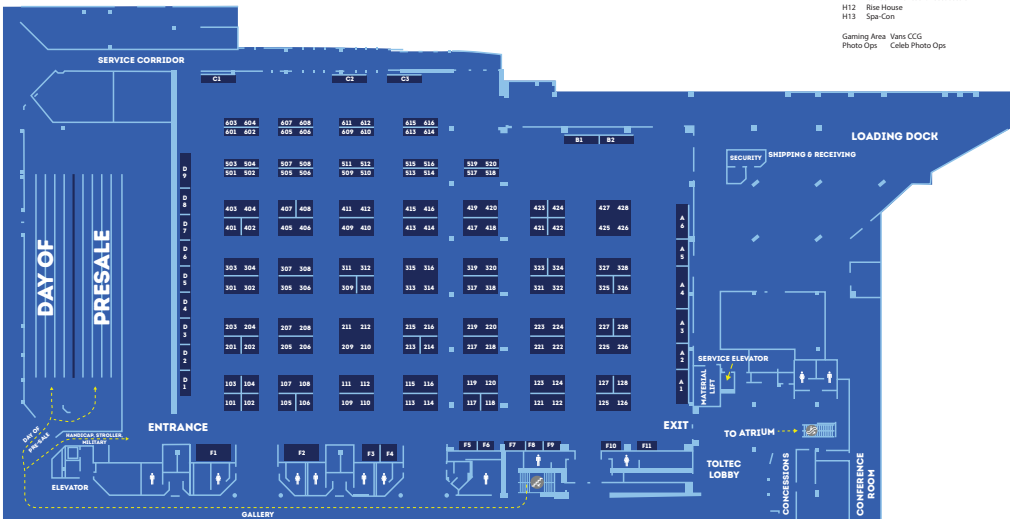 H12 Rise House
H13 Spa-Con
Gaming Area Vans CCG
Photo Ops Celeb Photo Ops
SERVICE CORRIDOR
C1 C2 C3
603 604 607 608 611 612 615 616
601 602 605 606 609 610 613 614
B1 B2
LOADING DOCK
SECURITY
SHIPPING & RECEIVING
503 504 507 508 511 512 515 516 519 520
501 502 505 506 509 510 513 514 517 518
403 404 407 408 411 412 415 416 419 420 423 424 427 428
401 402 405 406 409 410 413 414 417 418 421 422 425 426
303 304 307 308 311 312 315 316 319 320 323 324 327 328
301 302 305 306 309 310 313 314 317 318 321 322 325 326
203 204 207 208 211 212 215 216 219 220 223 224 227 228
201 202 205 206 209 210 213 214 217 218 221 222 225 226
103 104 107 108 111 112 115 116 119 120 123 124 127 128
101 102 105 106 109 110 113 114 117 118 121 122 125 126
D9
D8
D7
D6
D5
D4
D3
D2
D1
A6
A5
A4
A3
A2
A1
DAY OF
PRESALE
SERVICE ELEVATOR
MATERIAL
LIFT
ENTRANCE
EXIT
TO ATRIUM
DAY OF
PRESALE
HANDICAP, STROLLER,
MILITARY
ELEVATOR
F1 F2 F3 F4 F5 F6 F7 F8 F9 F10 F11
TOLTEC
LOBBY
CONCESSIONS
CONFERENCE
ROOM
GALLERY